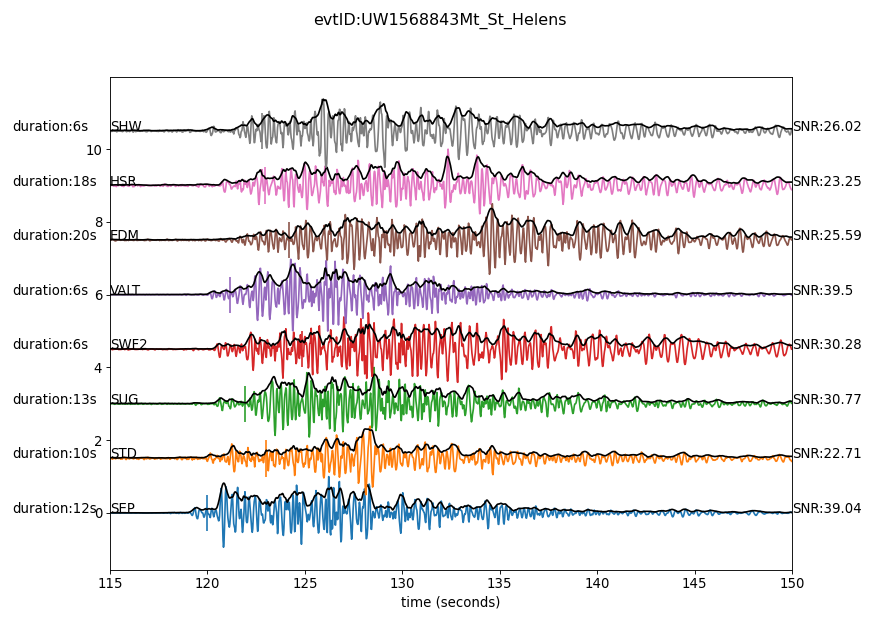 evtID:UW1568843Mt_St_Helens
duration:6s SHW SNR:26.02
10
duration:18s HSR SNR:23.25
8
duration:20s EDM SNR:25.59
duration:6s VALT SNR:39.5
6
duration:6s SWF2 SNR:30.28
4
duration:13s SUG SNR:30.77
2
duration:10s STD SNR:22.71
duration:12s 0 SEP SNR:39.04
115 120 125 130 135 140 145 150
time (seconds)